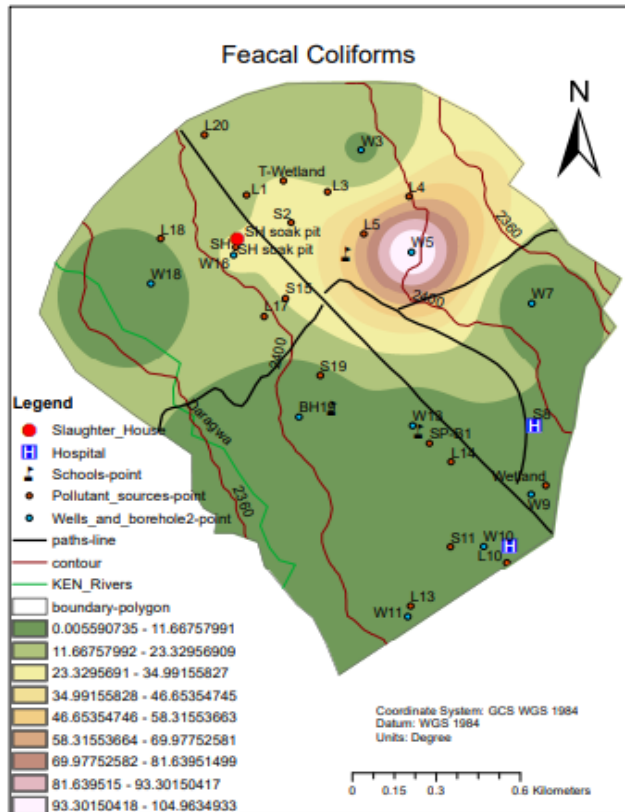 Feacal Coliforms
N
L20
W3
T-Wetland
L1
L3
L4
S2
L5
SH soak pit
SH
SH soak pit
W16
W5
2360
L18
W18
S15
L17
2400
W7
2400
S19
BH19
W13
S8
H
SP-B1
L14
Daragwa
2360
Wetland
W9
S11
W10
H
L10
L13
W11
Legend
Slaughter_House
H Hospital
Schools-point
Pollutant_sources-point
Wells_and_borehole2-point
paths-line
contour
KEN_Rivers
boundary-polygon
0.005590735 - 11.66757991
11.66757992 - 23.32956909
23.3295691 - 34.99155827
34.99155828 - 46.65354745
46.65354746 - 58.31553663
58.31553664 - 69.97752581
69.97752582 - 81.63951499
81.639515 - 93.30150417
93.30150418 - 104.9634933
Coordinate System: GCS WGS 1984
Datum: WGS 1984
Units: Degree
0 0.15 0.3 0.6 Kilometers